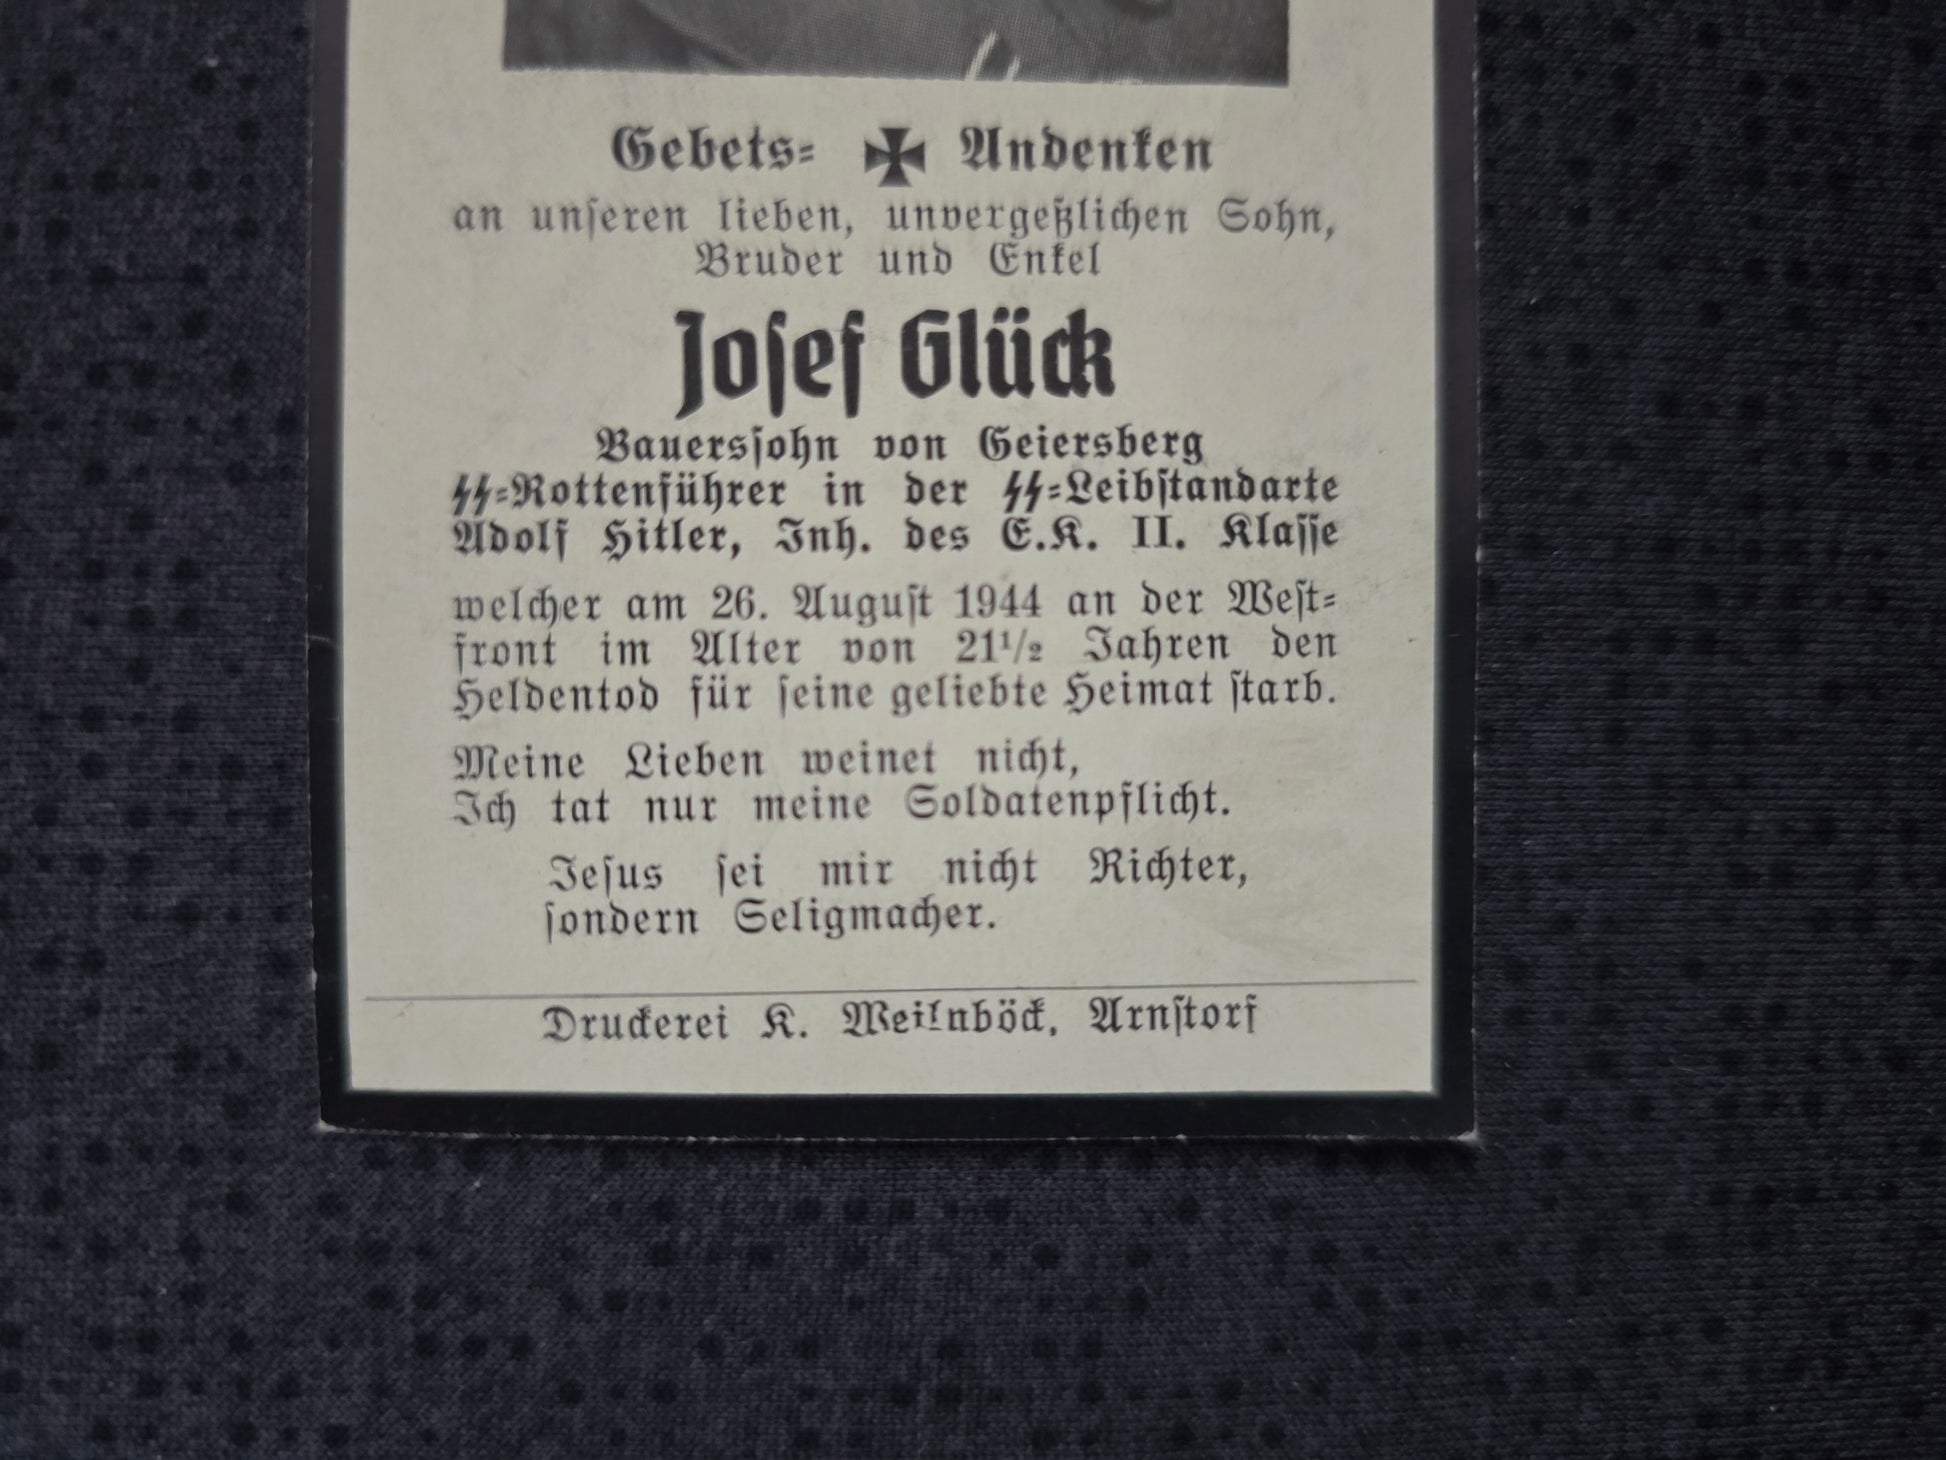 Gebets- ✠ Andenken
an unseren lieben, unvergeßlichen Sohn,
Bruder und Enkel
Josef Glück
Bauerssohn von Geiersberg
ᛋᛋ-Rottenführer in der ᛋᛋ-Leibstandarte
Adolf Hitler, Inh. des E.K. II. Klasse
welcher am 26. August 1944 an der West-
front im Alter von 21½ Jahren den
Heldentod für seine geliebte Heimat starb.
Meine Lieben weinet nicht,
Ich tat nur meine Soldatenpflicht.
Jesus sei mir nicht Richter,
sondern Seligmacher.
Druckerei K. Weilnböck, Arnstorf